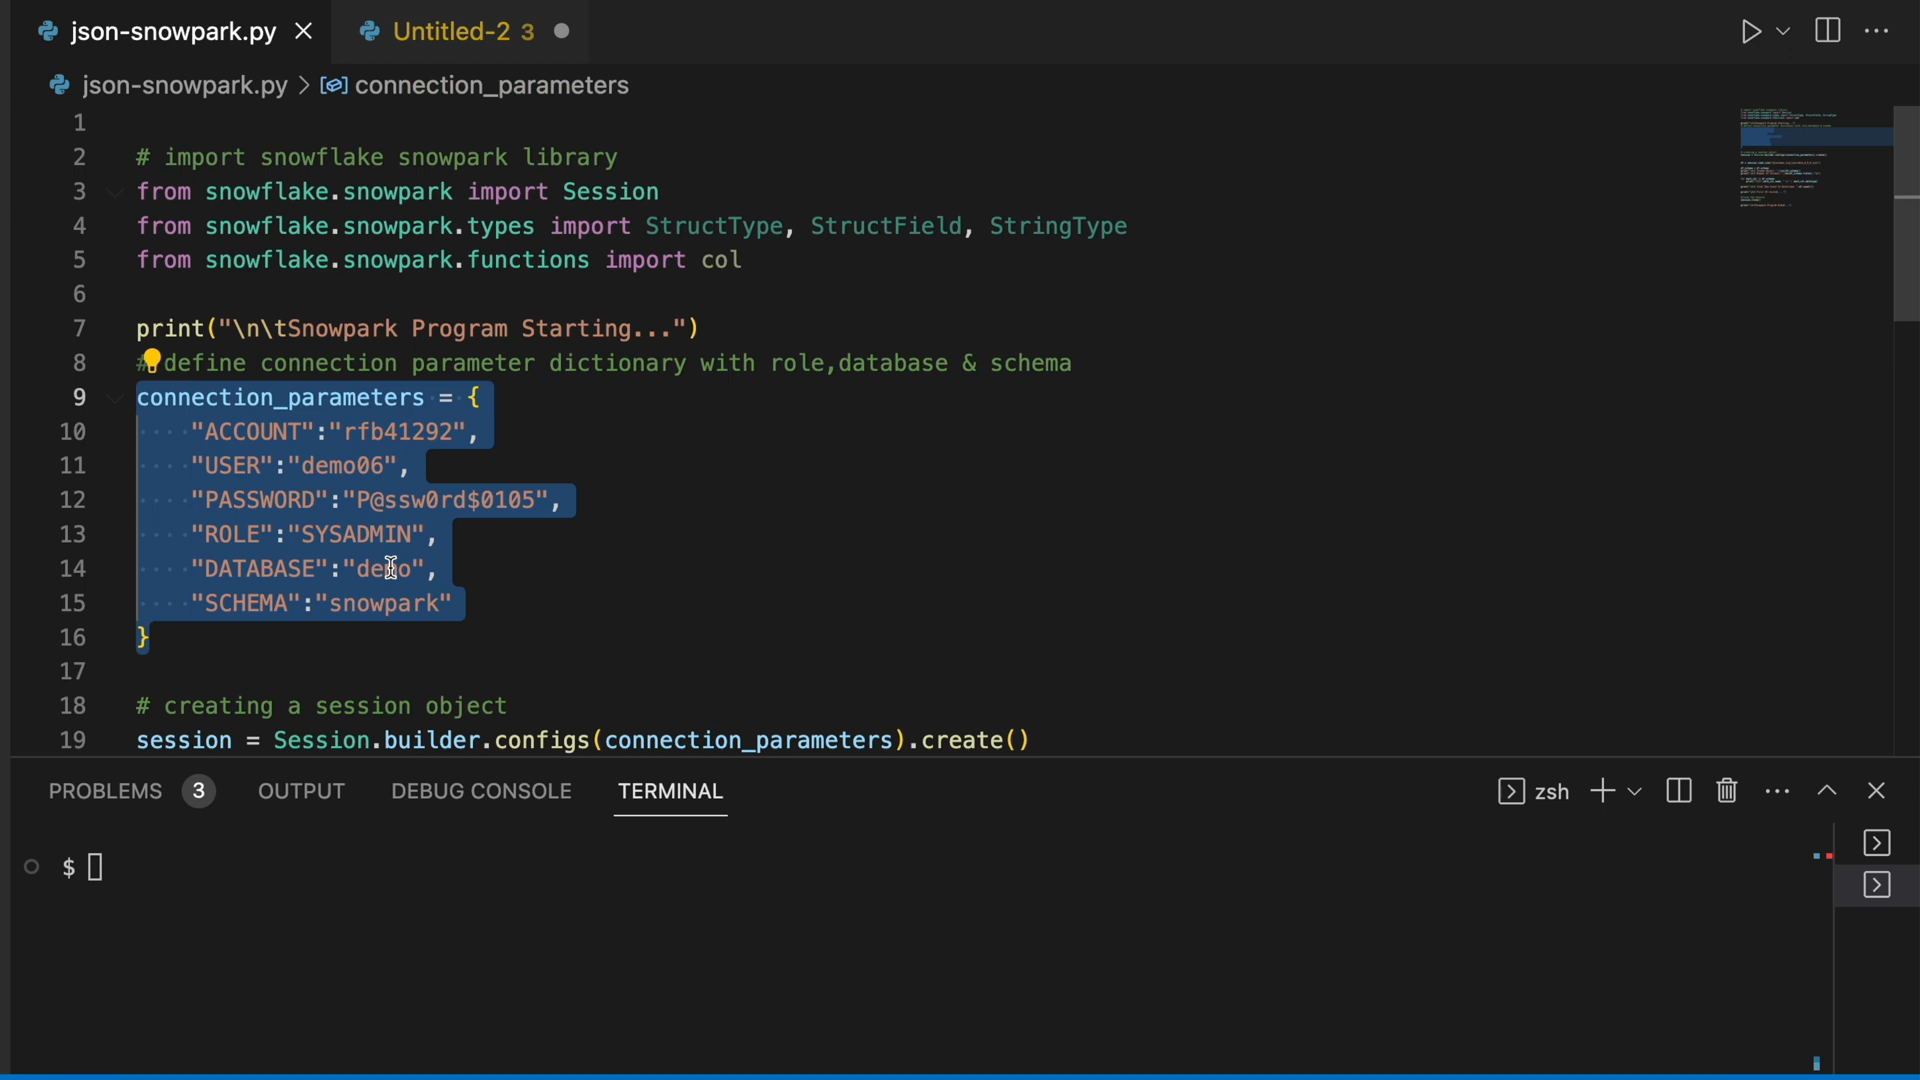 json-snowpark.py
Untitled-2 3
json-snowpark.py > connection_parameters
1
2 # import snowflake snowpark library
3 from snowflake.snowpark import Session
4 from snowflake.snowpark.types import StructType, StructField, StringType
5 from snowflake.snowpark.functions import col
6
7 print("\n\tSnowpark Program Starting...")
8 # define connection parameter dictionary with role,database & schema
9 connection_parameters = {
10 "ACCOUNT":"rfb41292",
11 "USER":"demo06",
12 "PASSWORD":"P@ssw0rd$0105",
13 "ROLE":"SYSADMIN",
14 "DATABASE":"demo",
15 "SCHEMA":"snowpark"
16 }
17
18 # creating a session object
19 session = Session.builder.configs(connection_parameters).create()
PROBLEMS 3 OUTPUT DEBUG CONSOLE TERMINAL
zsh
$